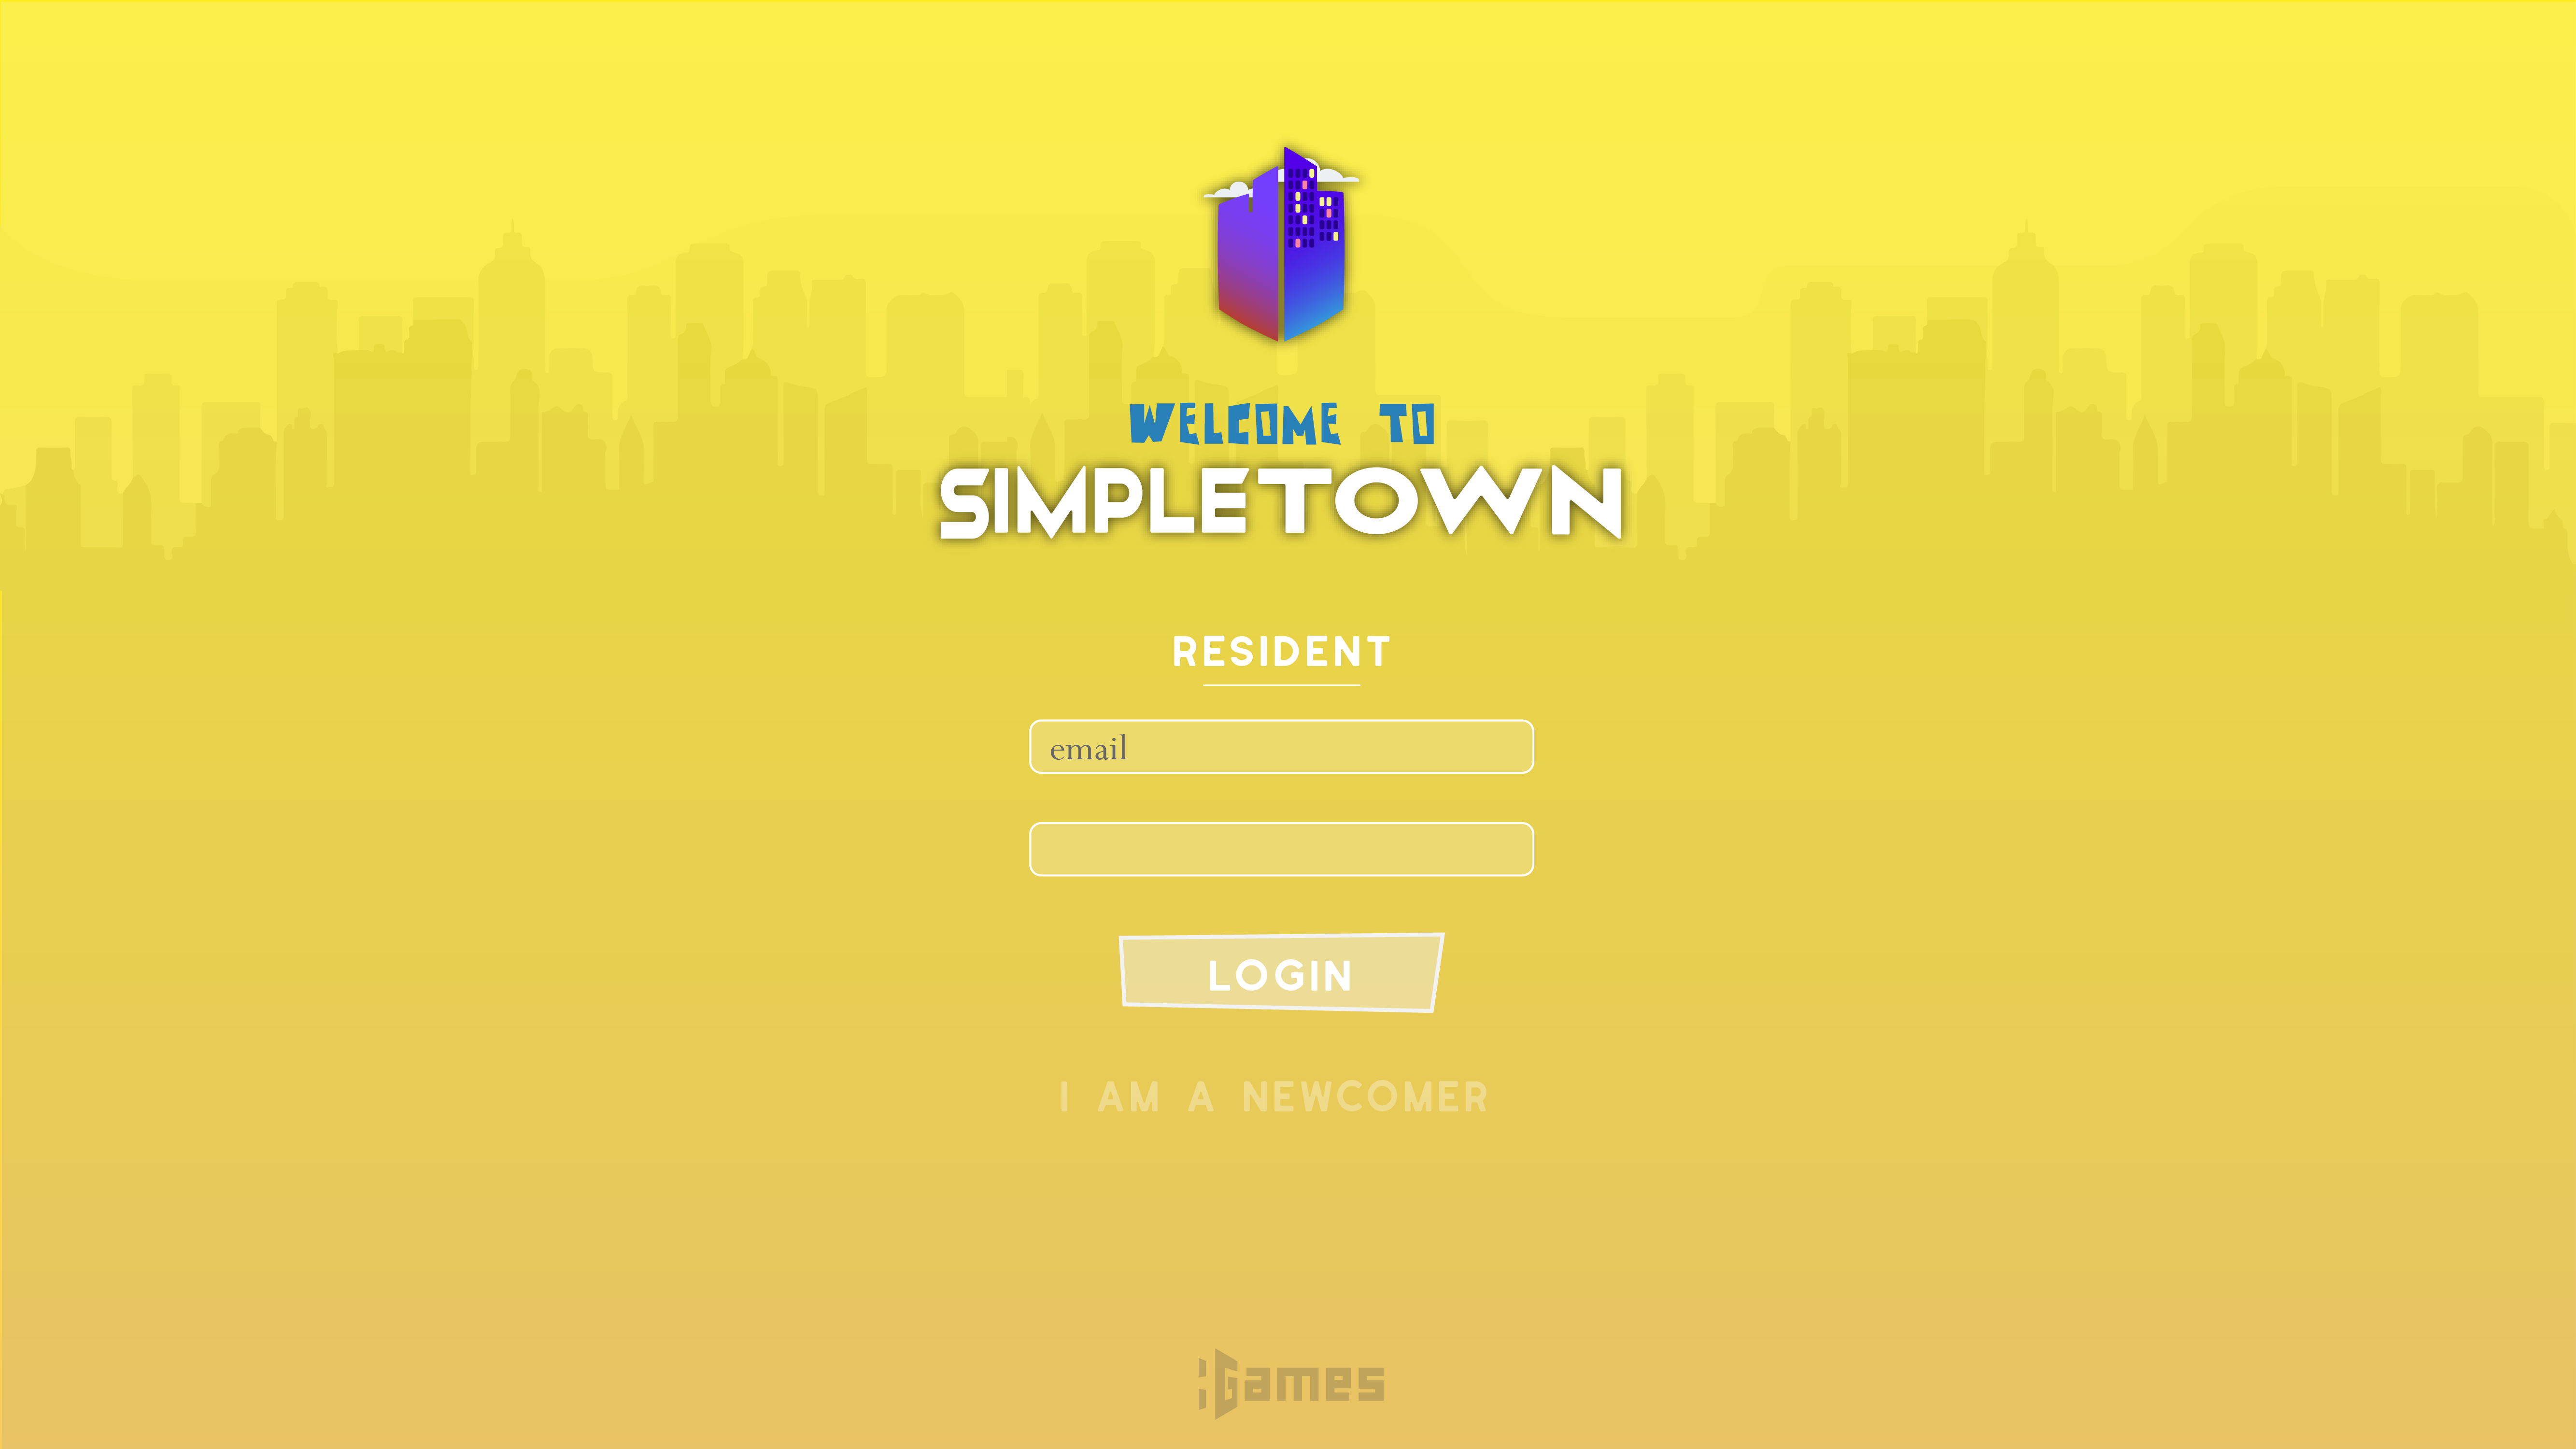 WELCOME TO
SIMPLETOWN
RESIDENT
email
LOGIN
I AM A NEWCOMER
:Games